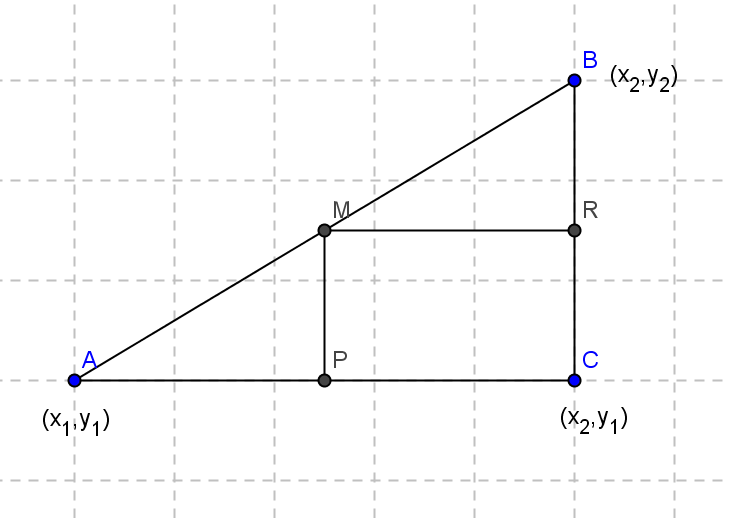 B (x₂,y₂)
M
R
A
P
C
(x₁,y₁)
(x₂,y₁)